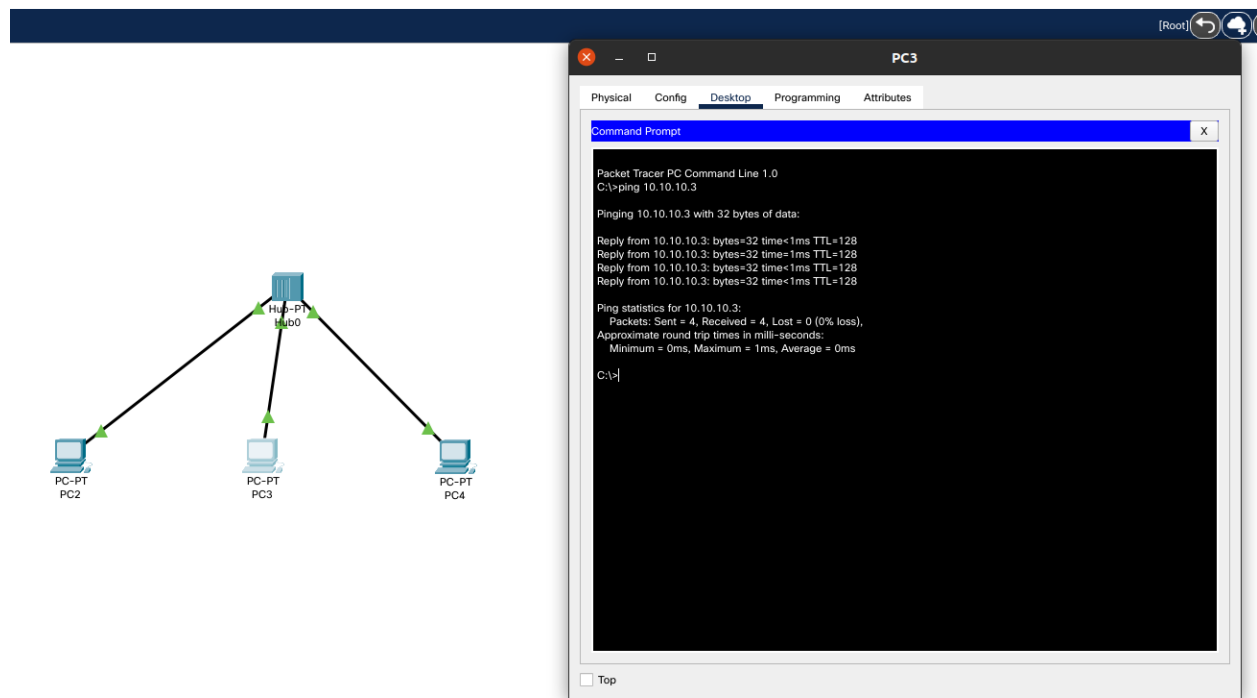 [Root]
PC3
Physical Config Desktop Programming Attributes
Command Prompt
X
Packet Tracer PC Command Line 1.0
C:\>ping 10.10.10.3
Pinging 10.10.10.3 with 32 bytes of data:
Reply from 10.10.10.3: bytes=32 time<1ms TTL=128
Reply from 10.10.10.3: bytes=32 time=1ms TTL=128
Reply from 10.10.10.3: bytes=32 time<1ms TTL=128
Reply from 10.10.10.3: bytes=32 time<1ms TTL=128
Ping statistics for 10.10.10.3:
Packets: Sent = 4, Received = 4, Lost = 0 (0% loss),
Approximate round trip times in milli-seconds:
Minimum = 0ms, Maximum = 1ms, Average = 0ms
C:\>
Top
Hub-PT
Hub0
PC-PT
PC2
PC-PT
PC3
PC-PT
PC4